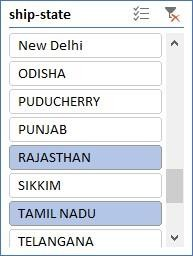 ship-state
New Delhi
ODISHA
PUDUCHERRY
PUNJAB
RAJASTHAN
SIKKIM
TAMIL NADU
TELANGANA